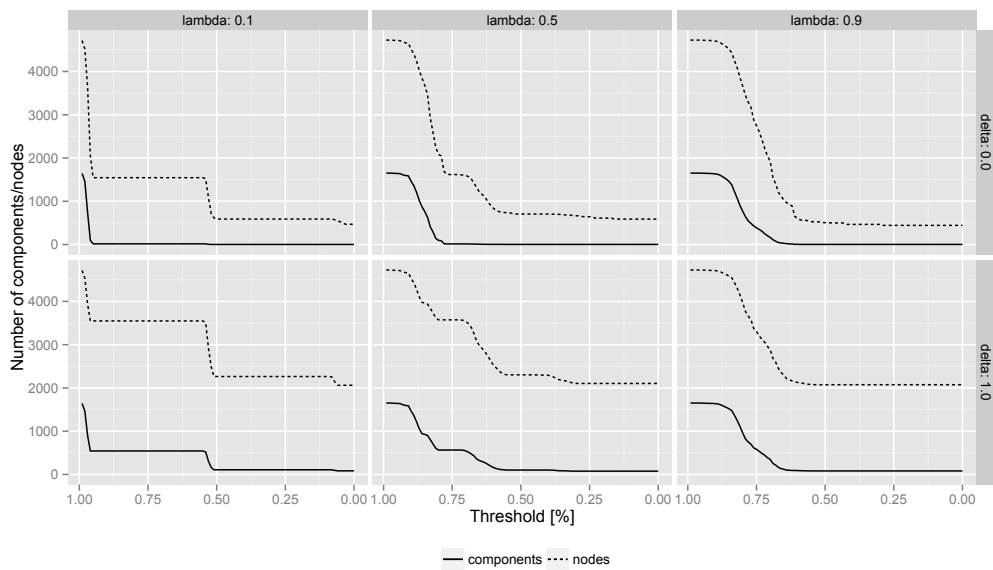 lambda: 0.1
lambda: 0.5
lambda: 0.9
4000
3000
2000
1000
0
delta: 0.0
4000
3000
2000
1000
0
delta: 1.0
Number of components/nodes
1.00 0.75 0.50 0.25 0.00
1.00 0.75 0.50 0.25 0.00
1.00 0.75 0.50 0.25 0.00
Threshold [%]
components nodes